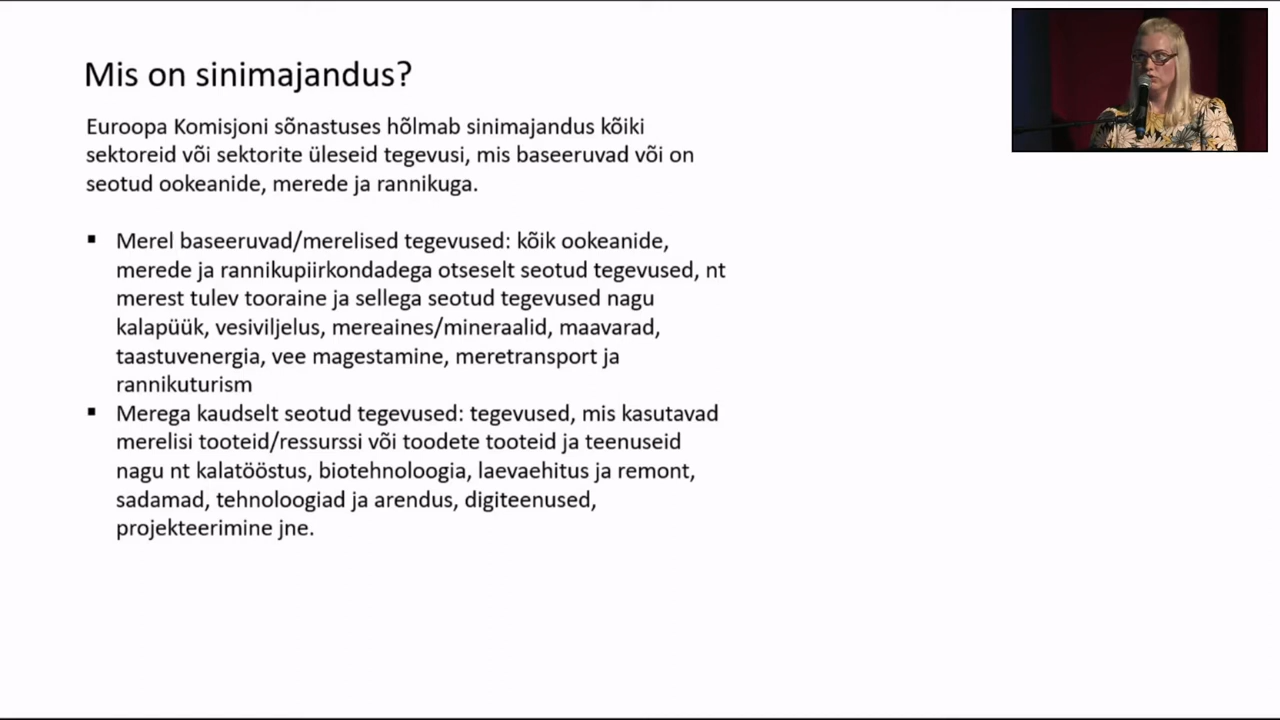 Mis on sinimajandus?
Euroopa Komisjoni sõnastuses hõlmab sinimajandus kõiki
sektoreid või sektorite üleseid tegevusi, mis baseeruvad või on
seotud ookeanide, merede ja rannikuga.
▪ Merel baseeruvad/merelised tegevused: kõik ookeanide,
merede ja rannikupiirkondadega otseselt seotud tegevused, nt
merest tulev tooraine ja sellega seotud tegevused nagu
kalapüük, vesiviljelus, mereaines/mineraalid, maavarad,
taastuvenergia, vee magestamine, meretransport ja
rannikuturism
▪ Merega kaudselt seotud tegevused: tegevused, mis kasutavad
merelisi tooteid/ressurssi või toodete tooteid ja teenuseid
nagu nt kalatööstus, biotehnoloogia, laevaehitus ja remont,
sadamad, tehnoloogiad ja arendus, digiteenused,
projekteerimine jne.